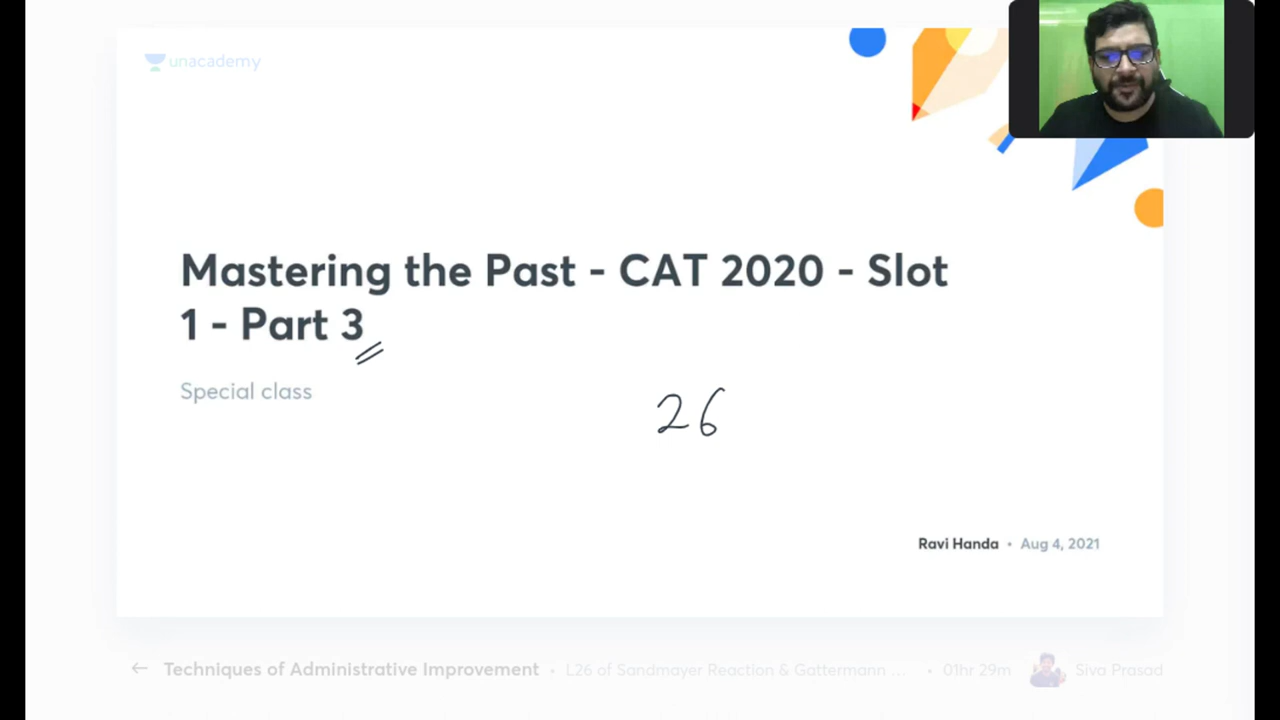 unacademy
Mastering the Past - CAT 2020 - Slot
1 - Part 3
Special class
26
Ravi Handa • Aug 4, 2021
← Techniques of Administrative Improvement • L26 of Sandmayer Reaction & Gattermann ... • 01hr 29m Siva Prasad